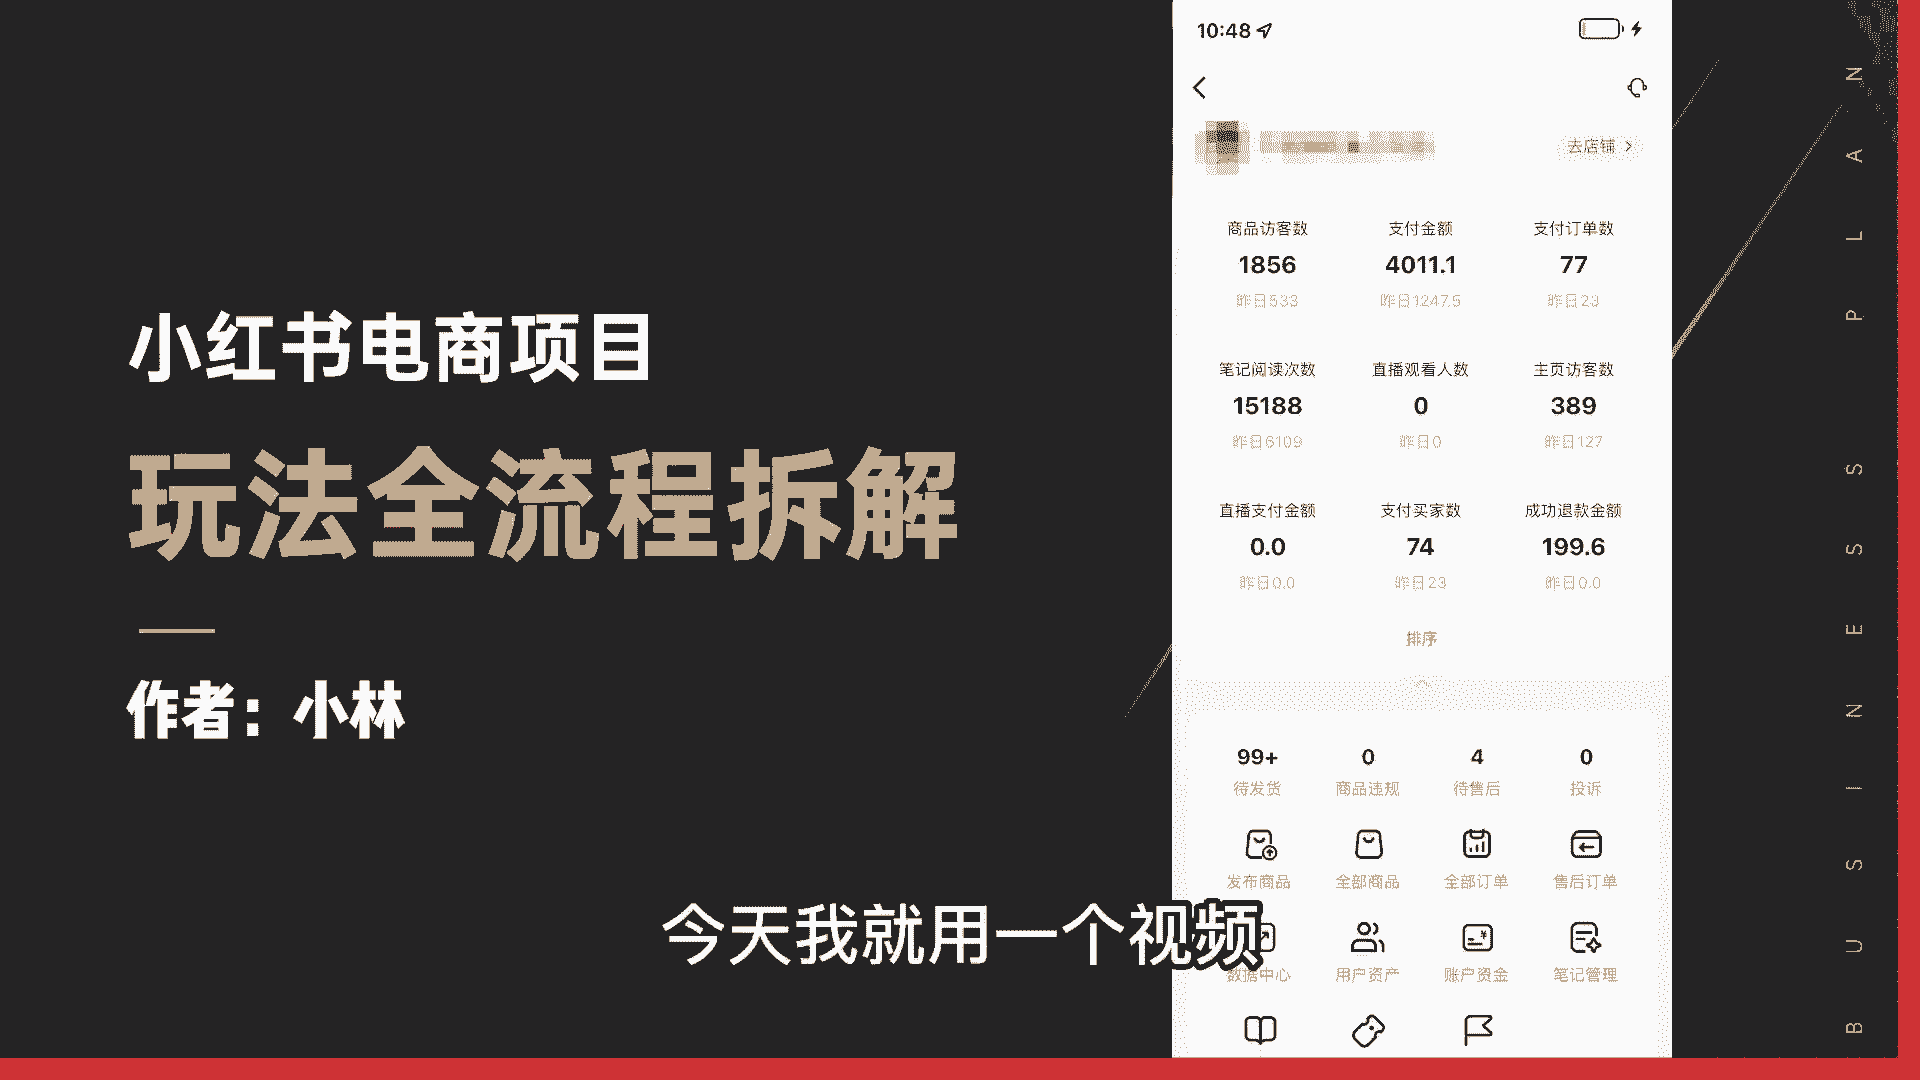 小红书电商项目
玩法全流程拆解
作者：小林
今天我就用一个视频
10:48
去店铺
商品访客数 支付金额 支付订单数
1856 4011.1 77
昨日533 昨日1247.5 昨日23
笔记阅读次数 直播观看人数 主页访客数
15188 0 389
昨日6109 昨日0 昨日127
直播支付金额 支付买家数 成功退款金额
0.0 74 199.6
昨日0.0 昨日23 昨日0.0
排序
99+ 0 4 0
待发货 商品违规 待售后 投诉
发布商品 全部商品 全部订单 售后订单
数据中心 用户资产 账户资金 笔记管理
BUSINESS PLAN